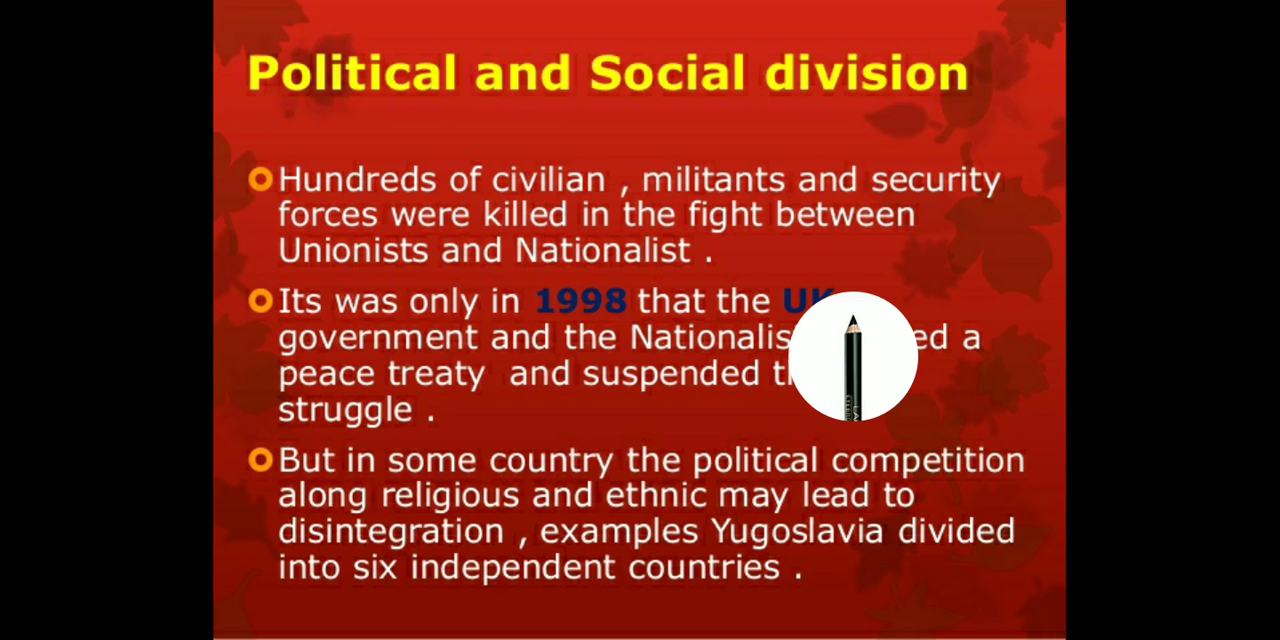 Political and Social division
Hundreds of civilian , militants and security
forces were killed in the fight between
Unionists and Nationalist .
Its was only in 1998 that the UK
government and the a
peace treaty and suspended
struggle .
But in some country the political competition
along religious and ethnic may lead to
disintegration , examples Yugoslavia divided
into six independent countries .